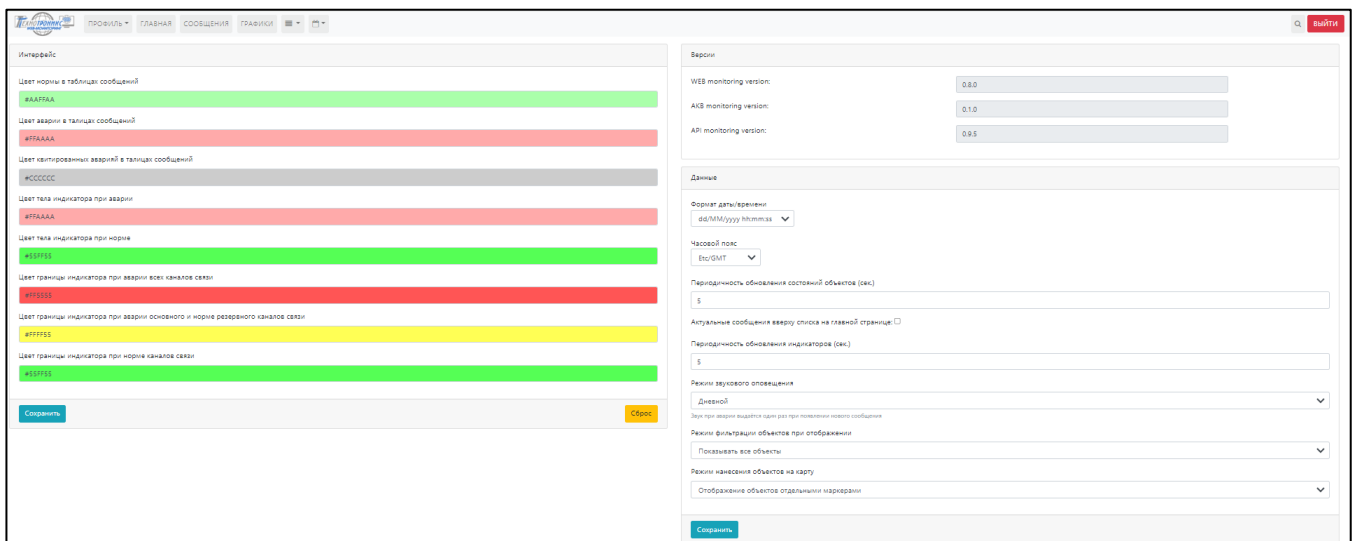 ТЕХНОТРОНИКС
ПРОФИЛЬ ГЛАВНАЯ СООБЩЕНИЯ ГРАФИКИ
ВЫЙТИ
Интерфейс
Цвет нормы в таблицах сообщений
#AAFFAA
Цвет аварии в талицах сообщений
#FFAAAA
Цвет квитированных аварияй в талицах сообщений
#CCCCCC
Цвет тела индикатора при аварии
#FFAAAA
Цвет тела индикатора при норме
#55FF55
Цвет границы индикатора при аварии всех каналов связи
#FF5555
Цвет границы индикатора при аварии основного и норме резервного каналов связи
#FFFF55
Цвет границы индикатора при норме каналов связи
#55FF55
Сохранить Сброс
Версии
WEB monitoring version: 0.8.0
AKB monitoring version: 0.1.0
API monitoring version: 0.9.5
Данные
Формат даты/времени
dd/MM/yyyy hh:mm:ss
Часовой пояс
Etc/GMT
Периодичность обновления состояний объектов (сек.)
5
Актуальные сообщения вверху списка на главной странице:
Периодичность обновления индикаторов (сек.)
5
Режим звукового оповещения
Дневной
Звук при аварии выдаётся один раз при появлении нового сообщения
Режим фильтрации объектов при отображении
Показывать все объекты
Режим нанесения объектов на карту
Отображение объектов отдельными маркерами
Сохранить